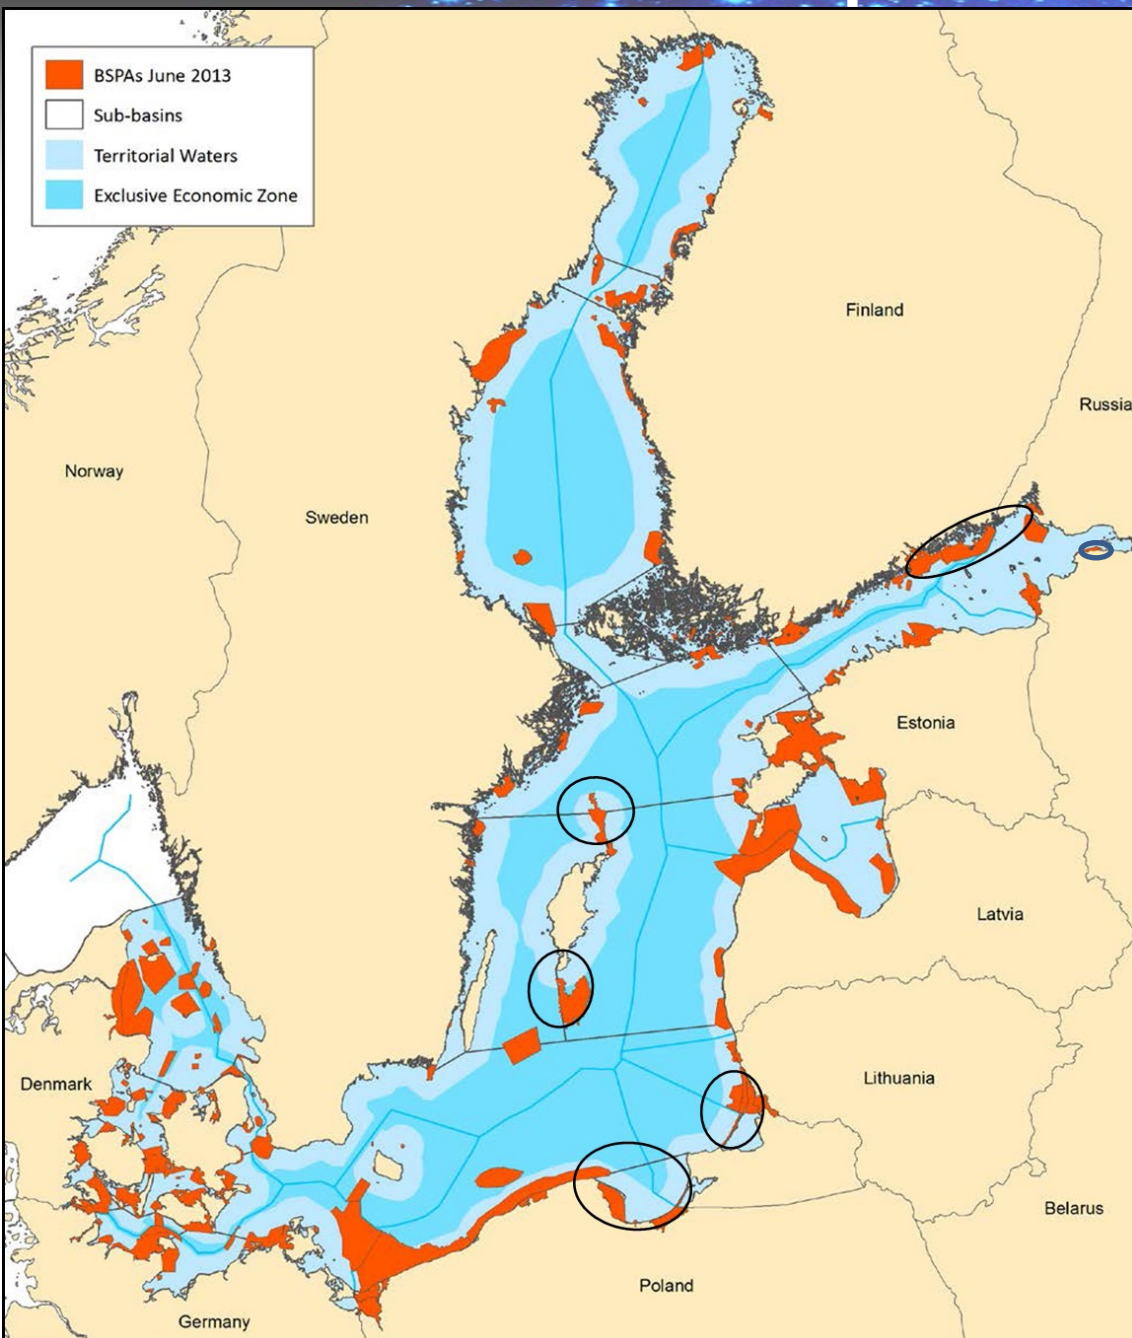 BSPAs June 2013
Sub-basins
Territorial Waters
Exclusive Economic Zone
Finland
Russia
Norway
Sweden
Estonia
Latvia
Denmark
Lithuania
Belarus
Poland
Germany